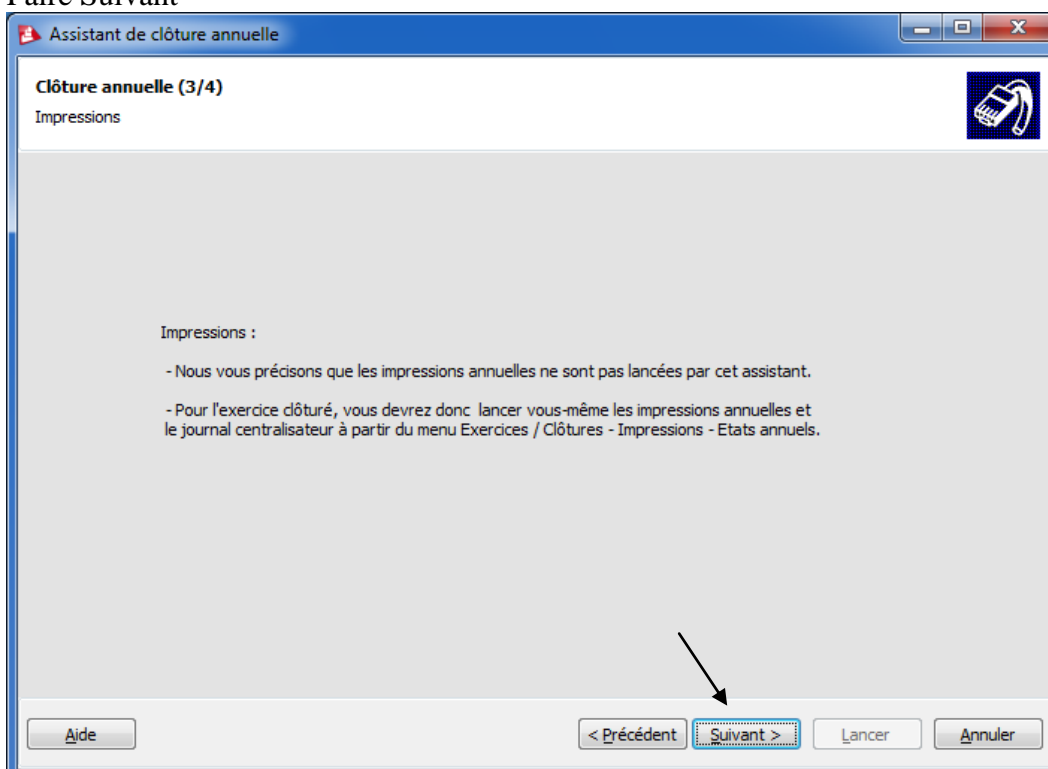 Faire Suivant
Assistant de clôture annuelle
Clôture annuelle (3/4)
Impressions
Impressions :
- Nous vous précisons que les impressions annuelles ne sont pas lancées par cet assistant.
- Pour l'exercice clôturé, vous devrez donc lancer vous-même les impressions annuelles et
le journal centralisateur à partir du menu Exercices / Clôtures - Impressions - Etats annuels.
Aide
< Précédent
Suivant >
Lancer
Annuler